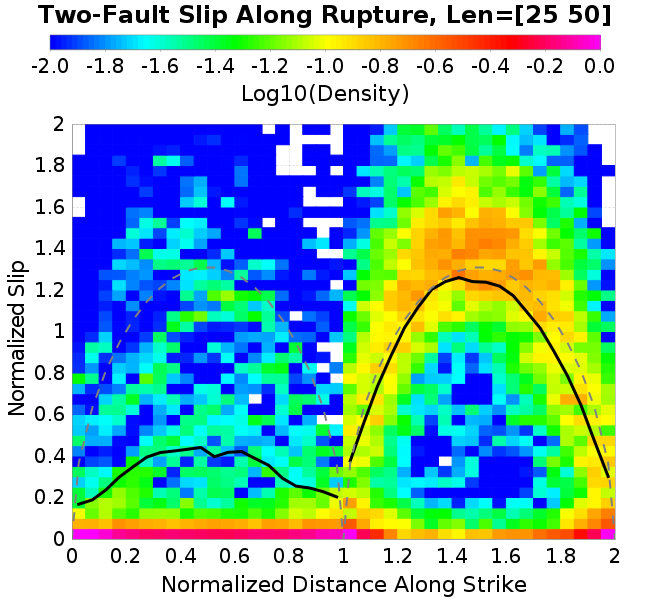 Two-Fault Slip Along Rupture, Len=[25 50]
-2.0 -1.8 -1.6 -1.4 -1.2 -1.0 -0.8 -0.6 -0.4 -0.2 0.0
Log10(Density)
2
1.8
1.6
1.4
1.2
1
0.8
0.6
0.4
0.2
0
Normalized Slip
0 0.2 0.4 0.6 0.8 1 1.2 1.4 1.6 1.8 2
Normalized Distance Along Strike